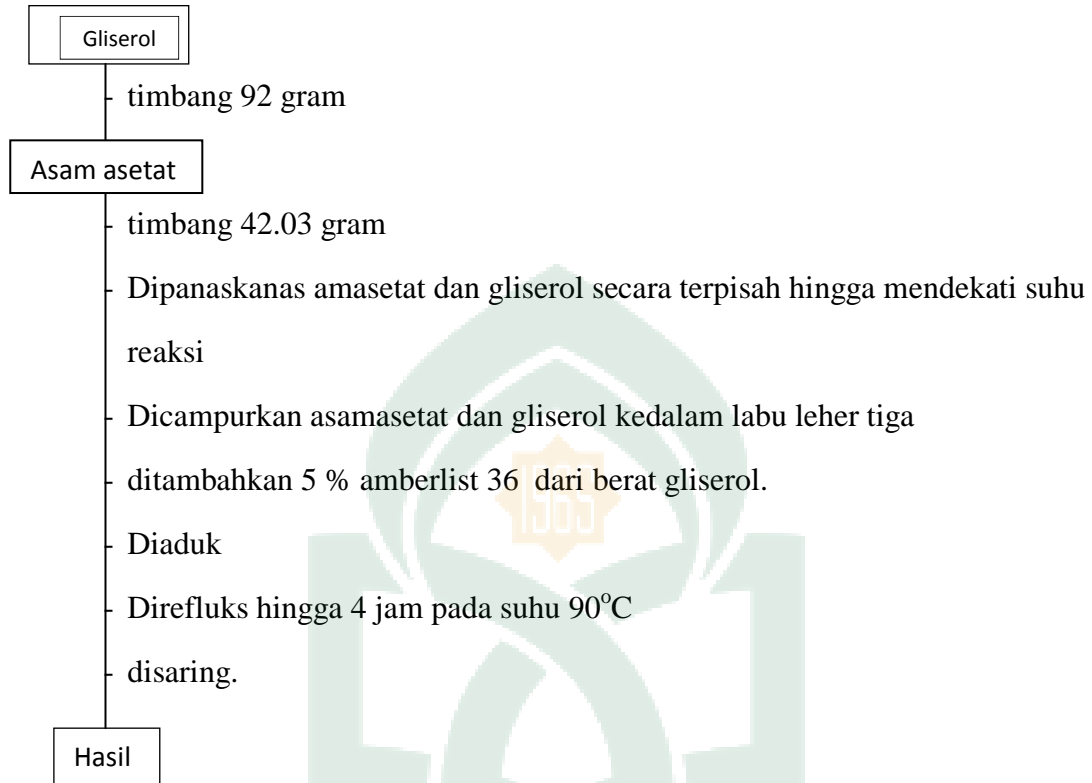 Gliserol
- timbang 92 gram
Asam asetat
- timbang 42.03 gram
- Dipanaskanas amasetat dan gliserol secara terpisah hingga mendekati suhu
reaksi
- Dicampurkan asamasetat dan gliserol kedalam labu leher tiga
- ditambahkan 5 % amberlist 36 dari berat gliserol.
- Diaduk
- Direfluks hingga 4 jam pada suhu 90°C
- disaring.
Hasil
1965